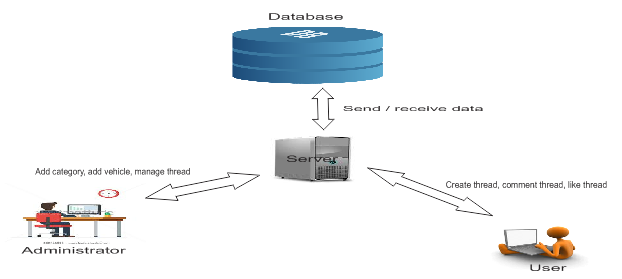 Database
Send / receive data
Server
Add category, add vehicle, manage thread
Create thread, comment thread, like thread
Administrator
User